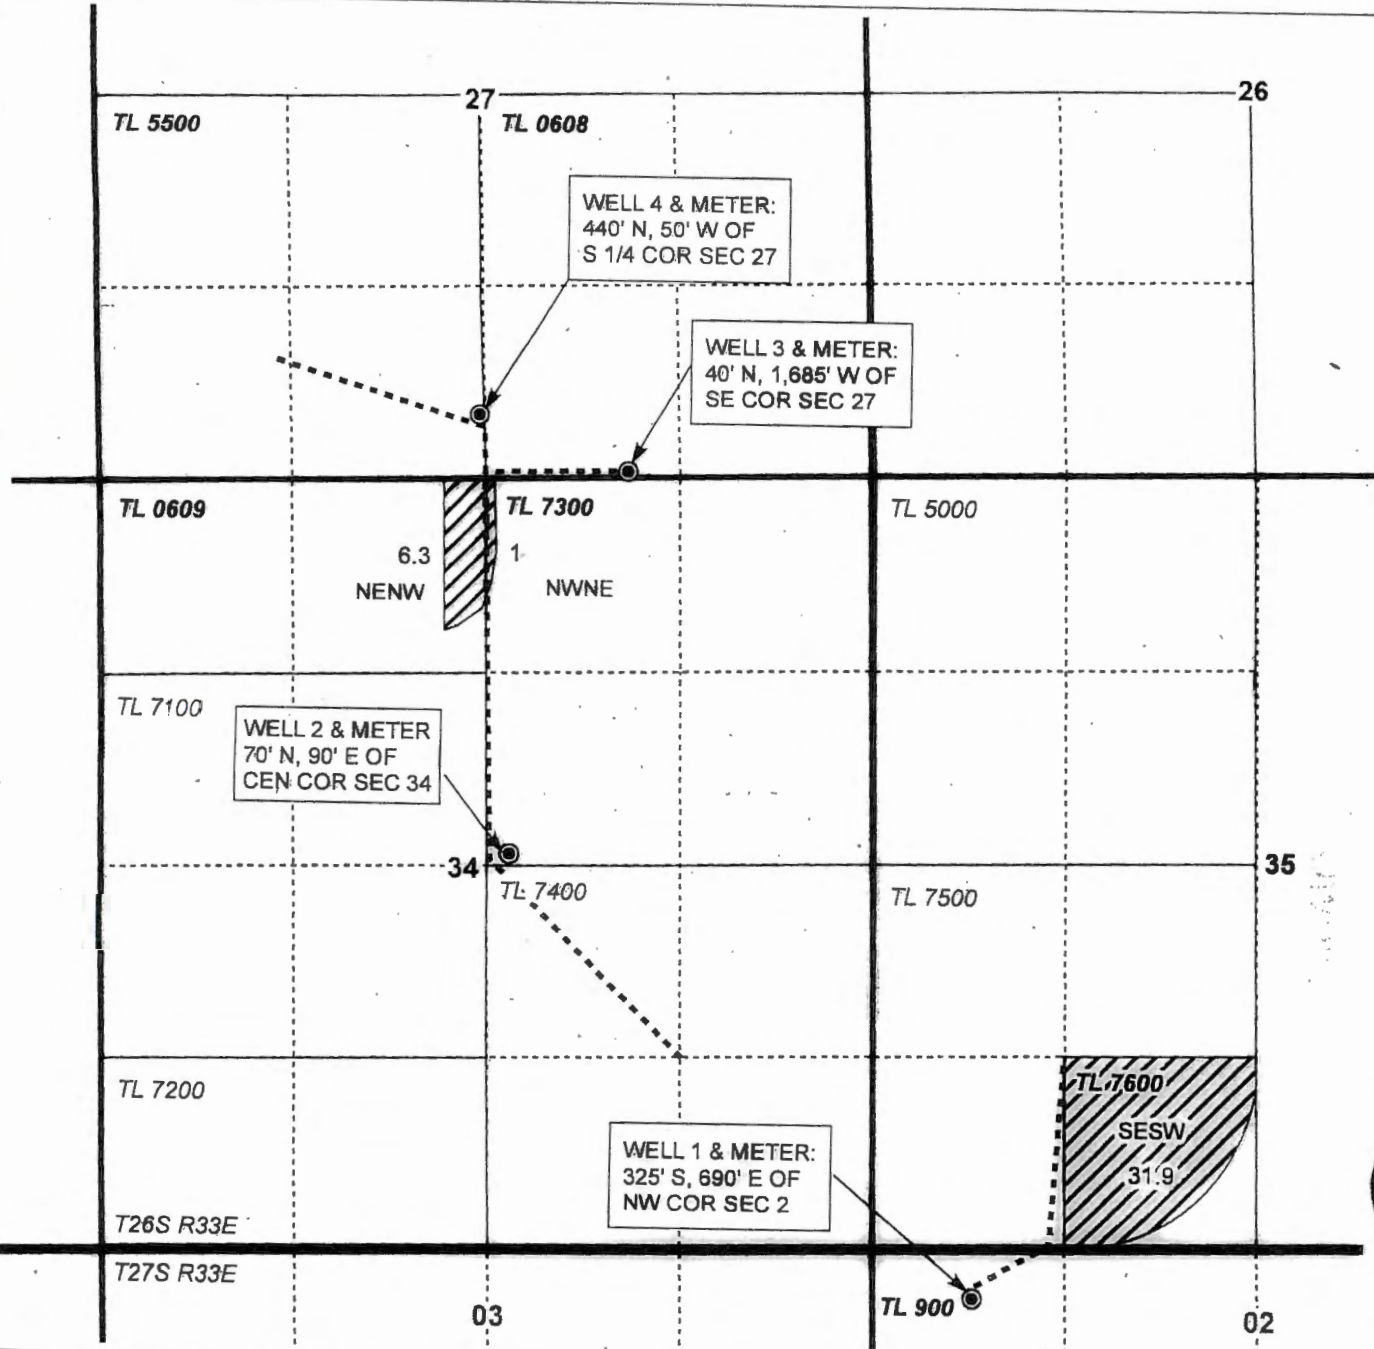 27
26
TL 5500
TL 0608
WELL 4 & METER:
440' N, 50' W OF
S 1/4 COR SEC 27
WELL 3 & METER:
40' N, 1,685' W OF
SE COR SEC 27
TL 0609
TL 7300
TL 5000
6.3
1
NENW
NWNE
TL 7100
WELL 2 & METER
70' N, 90' E OF
CEN COR SEC 34
34
35
TL 7400
TL 7500
TL 7200
TL 7600
SESW
31.9
WELL 1 & METER:
325' S, 690' E OF
NW COR SEC 2
T26S R33E
T27S R33E
TL 900
03
02